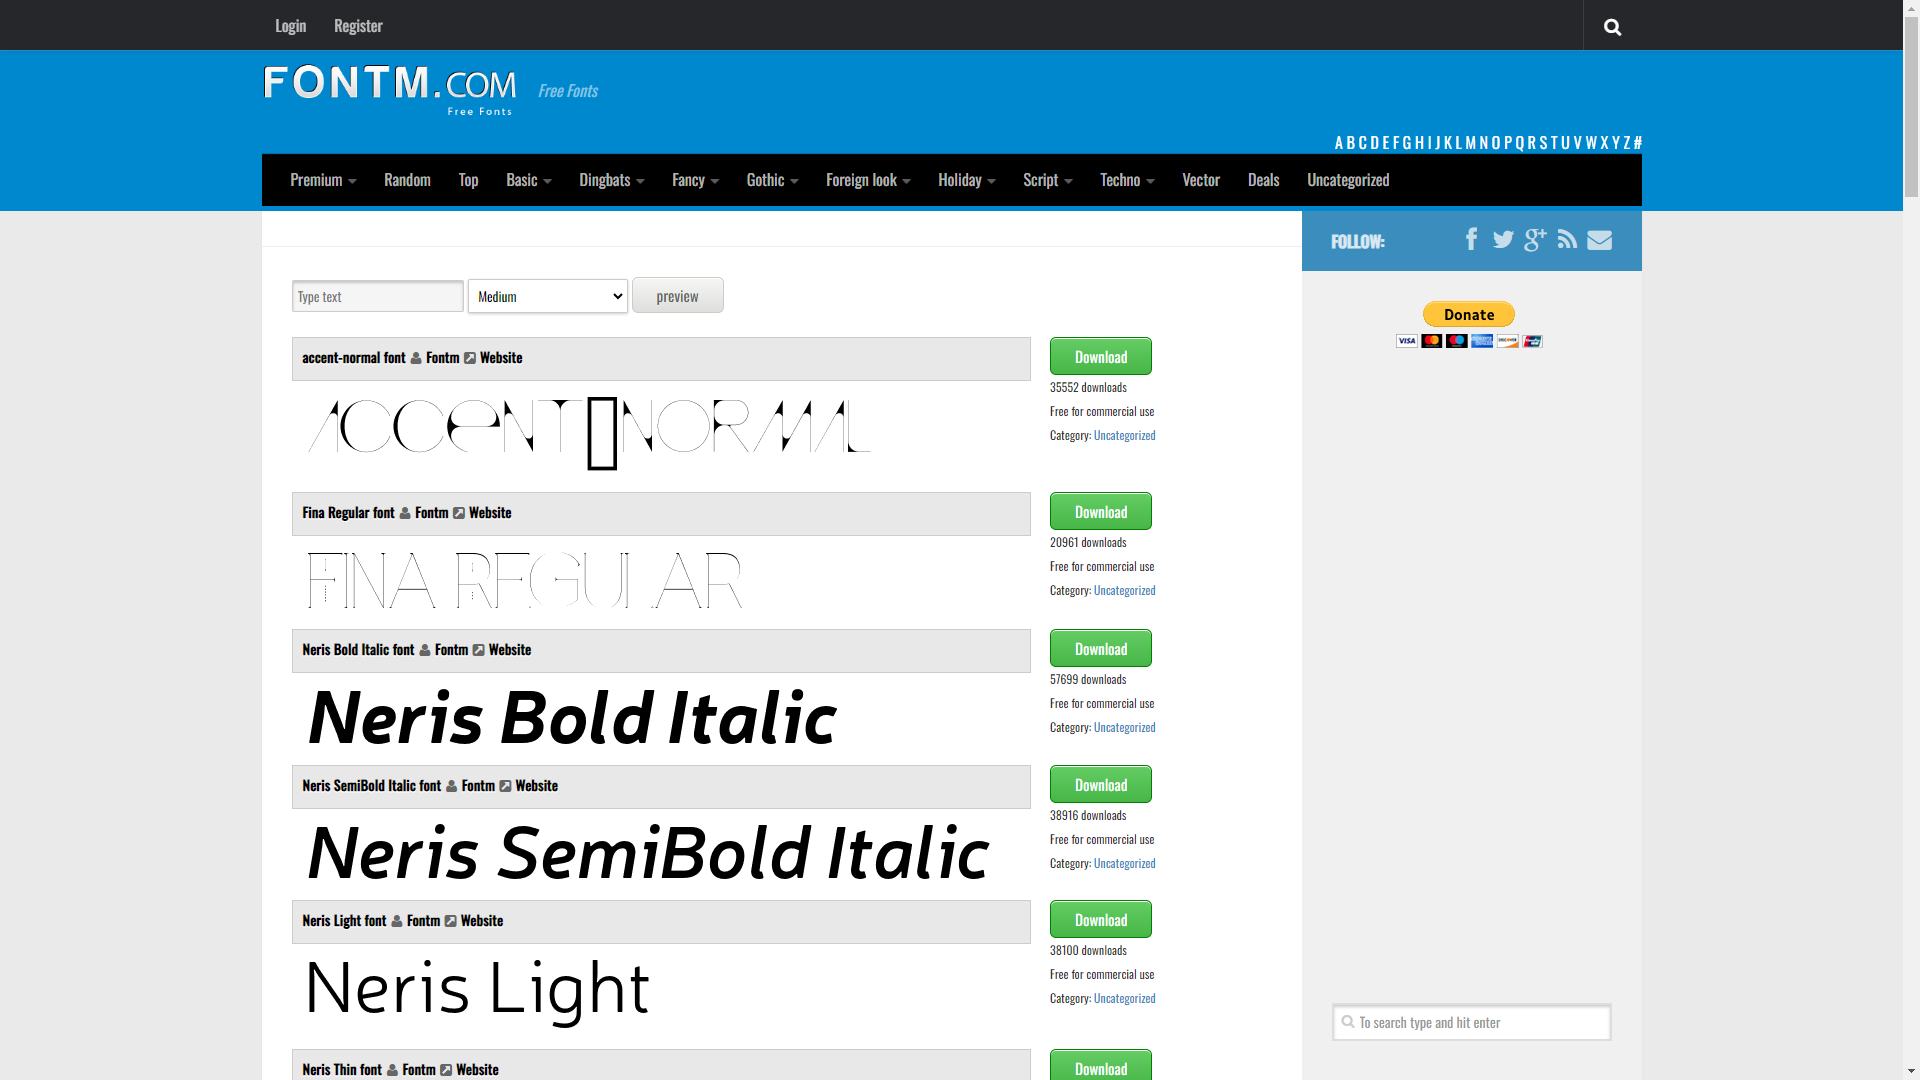 Login Register
FONTM.COM
Free Fonts
Free Fonts
A B C D E F G H I J K L M N O P Q R S T U V W X Y Z #
Premium Random Top Basic Dingbats Fancy Gothic Foreign look Holiday Script Techno Vector Deals Uncategorized
FOLLOW:
Type text Medium preview
Donate
VISA
accent-normal font Fontm Website
Download
35552 downloads
Free for commercial use
Category: Uncategorized
ACCENT▯NORMAL
Fina Regular font Fontm Website
Download
20961 downloads
Free for commercial use
Category: Uncategorized
FINA REGULAR
Neris Bold Italic font Fontm Website
Download
57699 downloads
Free for commercial use
Category: Uncategorized
Neris Bold Italic
Neris SemiBold Italic font Fontm Website
Download
38916 downloads
Free for commercial use
Category: Uncategorized
Neris SemiBold Italic
Neris Light font Fontm Website
Download
38100 downloads
Free for commercial use
Category: Uncategorized
Neris Light
To search type and hit enter
Neris Thin font Fontm Website
Download